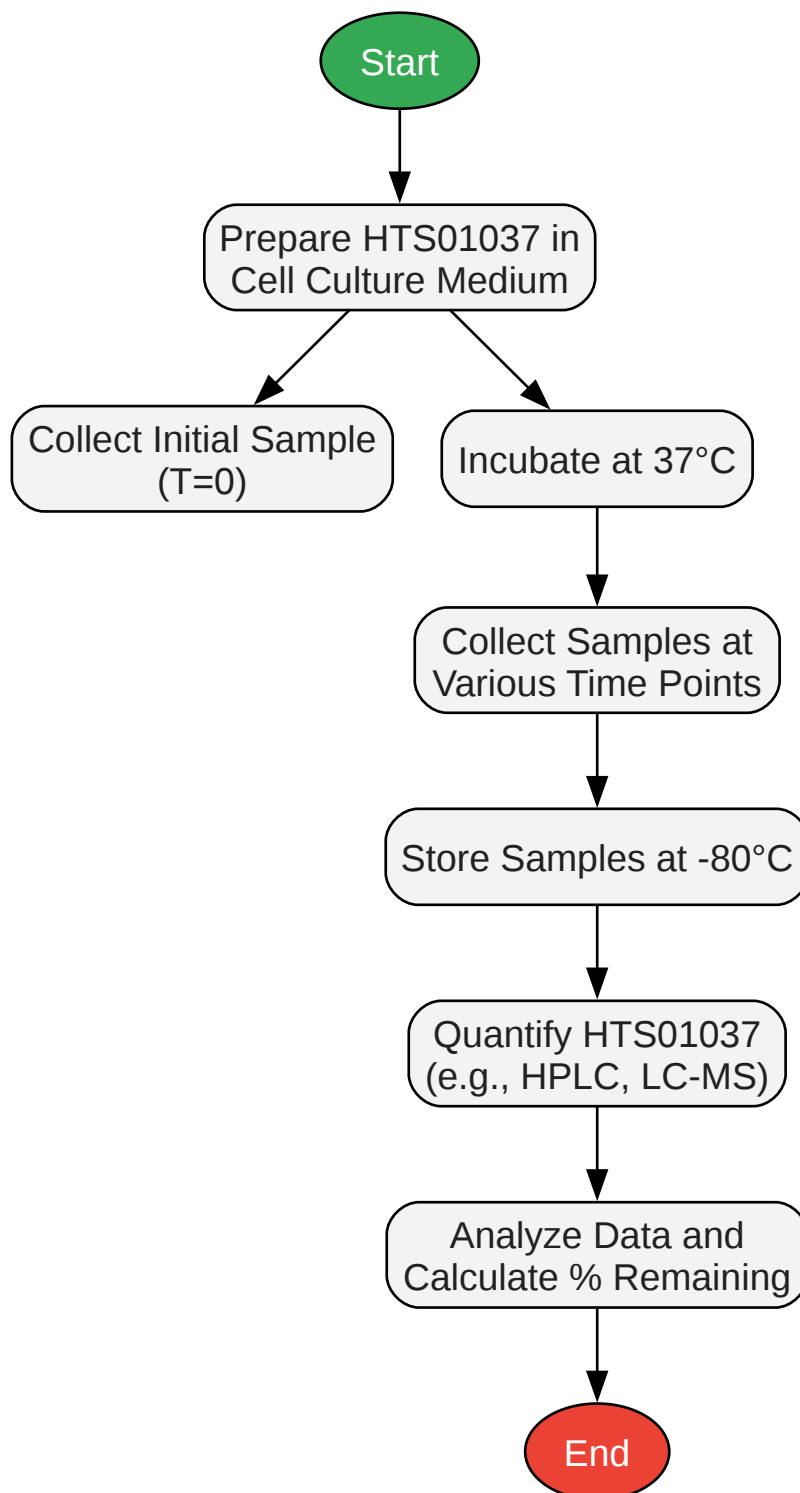 Start
Prepare HTS01037 in
Cell Culture Medium
Collect Initial Sample
(T=0)
Incubate at 37°C
Collect Samples at
Various Time Points
Store Samples at -80°C
Quantify HTS01037
(e.g., HPLC, LC-MS)
Analyze Data and
Calculate % Remaining
End